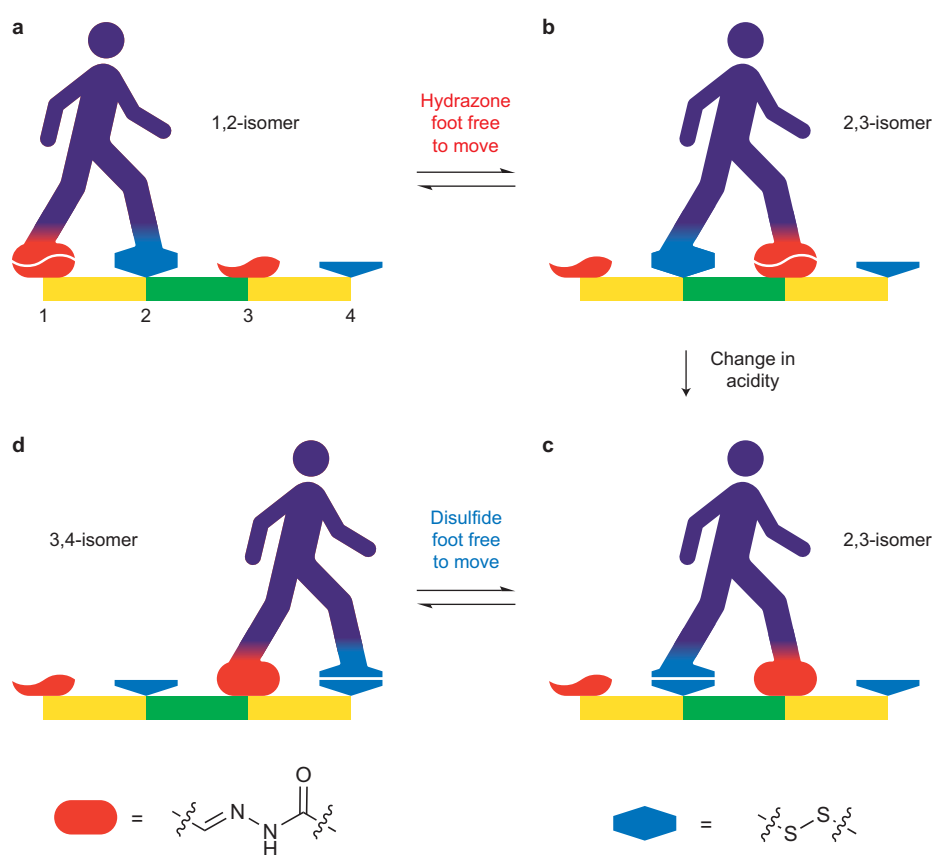 a
b
1,2-isomer
Hydrazone
foot free
to move
2,3-isomer
1
2
3
4
Change in
acidity
d
c
3,4-isomer
Disulfide
foot free
to move
2,3-isomer
= N N H O
= S S